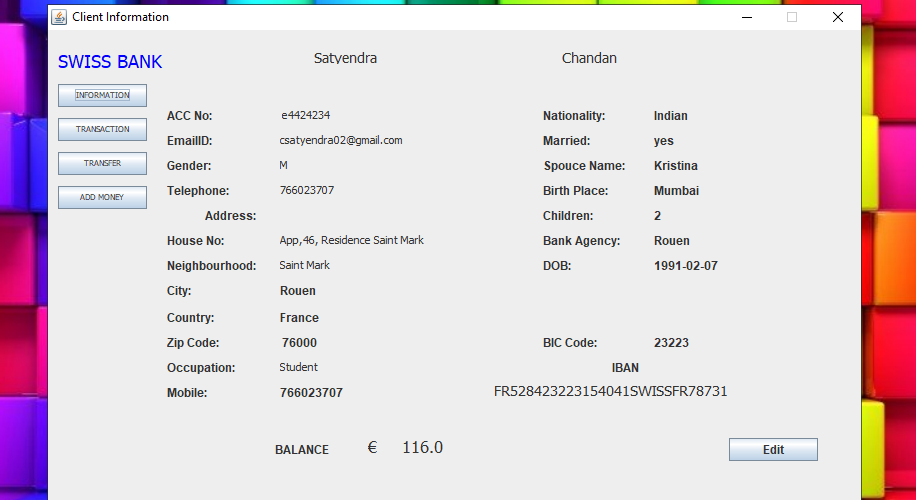 Client Information
SWISS BANK Satyendra Chandan
INFORMATION
TRANSACTION
TRANSFER
ADD MONEY
ACC No: e4424234 Nationality: Indian
EmailID: csatyendra02@gmail.com Married: yes
Gender: M Spouce Name: Kristina
Telephone: 766023707 Birth Place: Mumbai
Address: Children: 2
House No: App,46, Residence Saint Mark Bank Agency: Rouen
Neighbourhood: Saint Mark DOB: 1991-02-07
City: Rouen
Country: France
Zip Code: 76000 BIC Code: 23223
Occupation: Student IBAN
Mobile: 766023707 FR528423223154041SWISSFR78731
BALANCE € 116.0 Edit